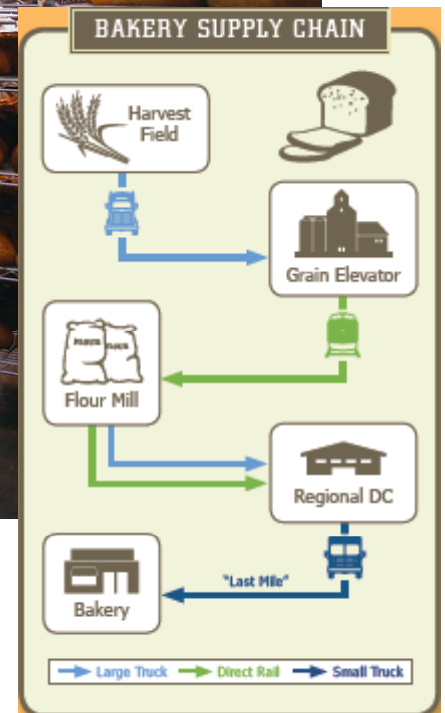 BAKERY SUPPLY CHAIN
Harvest
Field
Grain Elevator
FLOUR FLOUR
Flour Mill
Regional DC
"Last Mile"
Bakery
Large Truck Direct Rail Small Truck